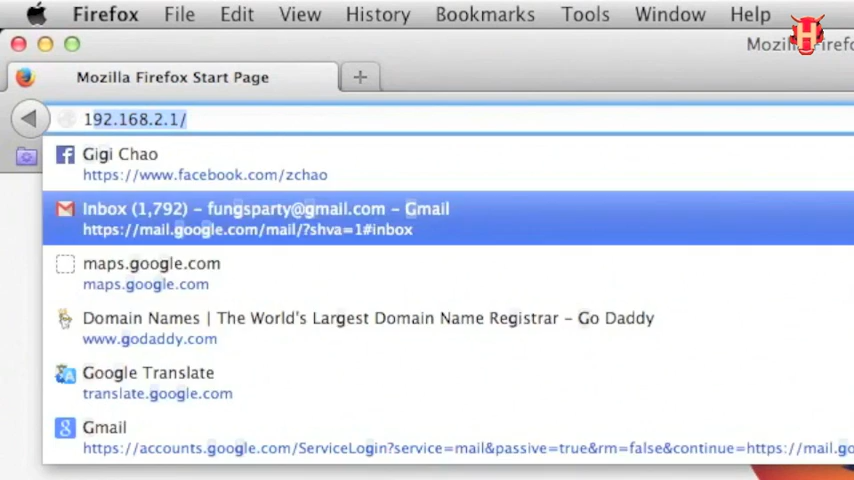 Firefox File Edit View History Bookmarks Tools Window Help
H
Mozilla Firefo
Mozilla Firefox Start Page
192.168.2.1/
Gigi Chao
https://www.facebook.com/zchao
Inbox (1,792) – fungsparty@gmail.com – Gmail
https://mail.google.com/mail/?shva=1#inbox
maps.google.com
maps.google.com
Domain Names | The World's Largest Domain Name Registrar – Go Daddy
www.godaddy.com
Google Translate
translate.google.com
Gmail
https://accounts.google.com/ServiceLogin?service=mail&passive=true&rm=false&continue=https://mail.go